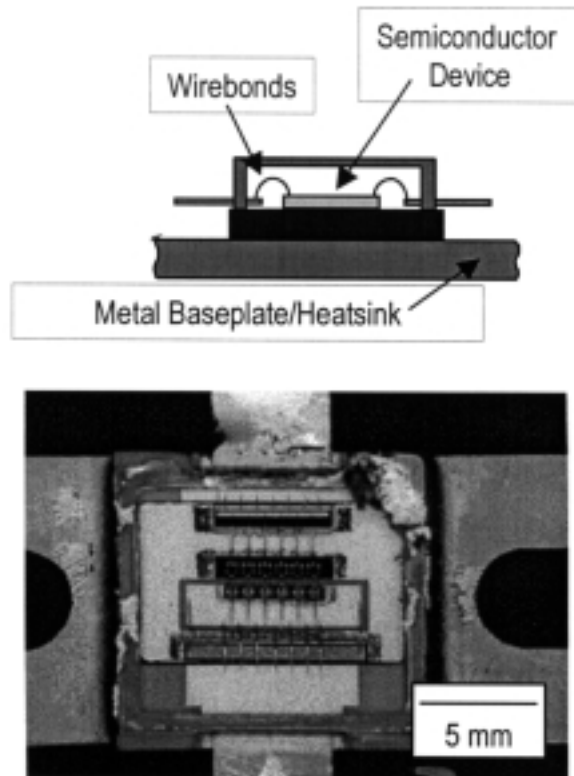 Semiconductor
Device
Wirebonds
Metal Baseplate/Heatsink
5 mm